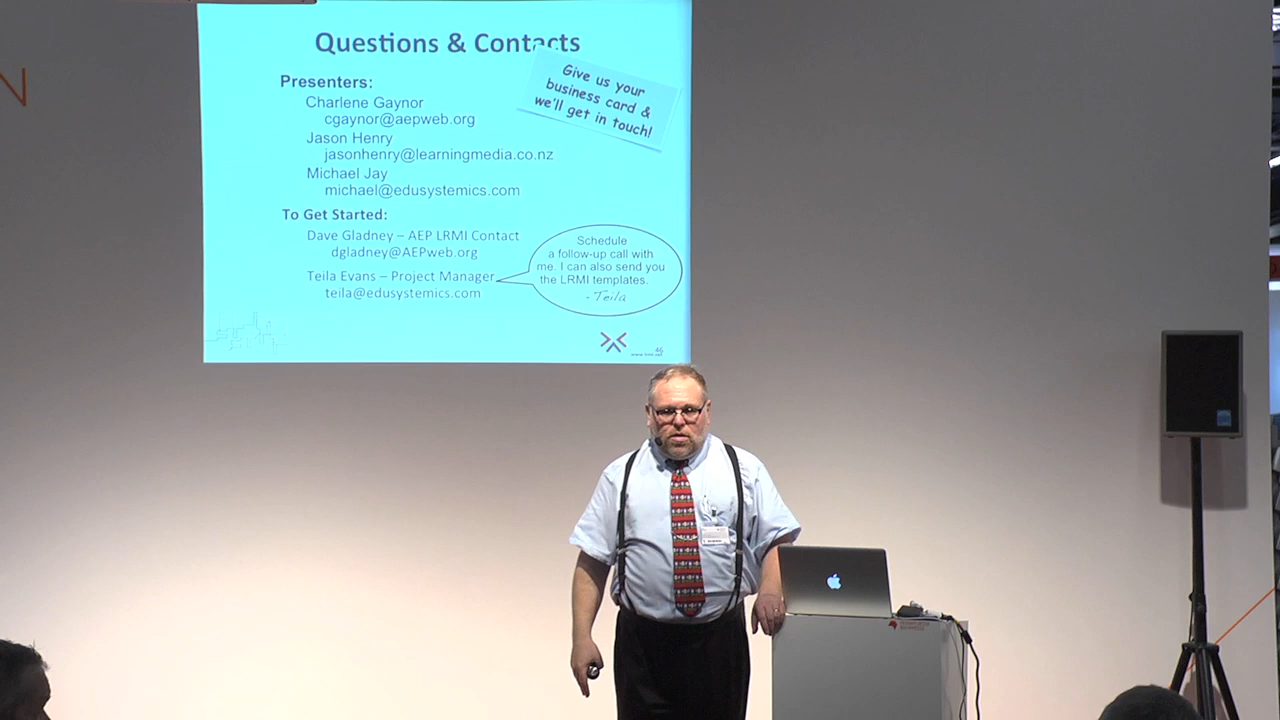 N
Questions & Contacts
Give us your
business card &
we'll get in touch!
Presenters:
Charlene Gaynor
cgaynor@aepweb.org
Jason Henry
jasonhenry@learningmedia.co.nz
Michael Jay
michael@edusystemics.com
To Get Started:
Dave Gladney – AEP LRMI Contact
dgladney@AEPweb.org
Teila Evans – Project Manager
teila@edusystemics.com
Schedule
a follow-up call with
me. I can also send you
the LRMI templates.
- Teila
46